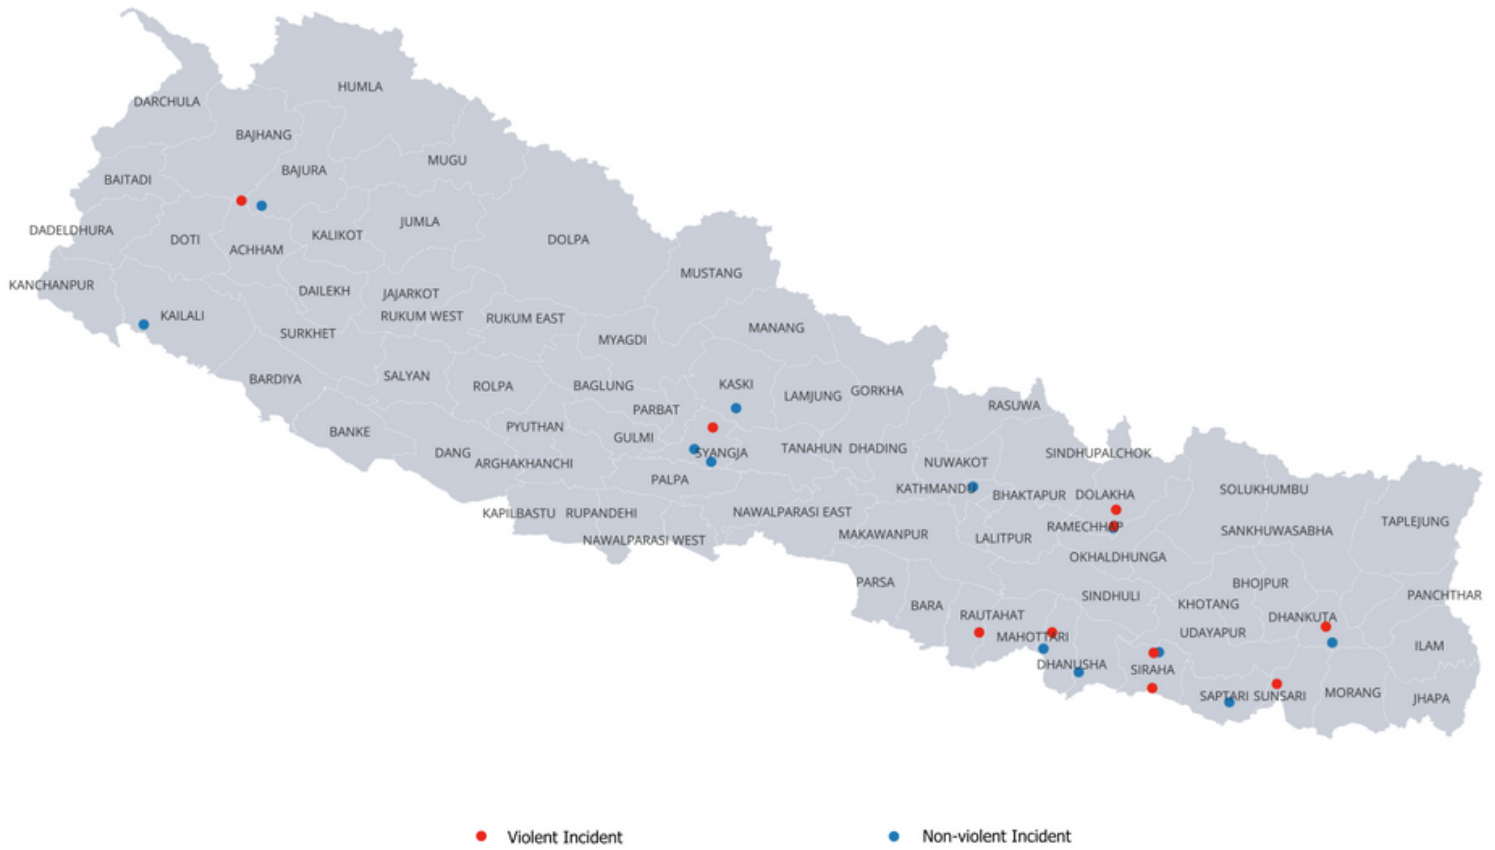 HUMLA
DARCHULA
BAJHANG
MUGU
BAJURA
BAITADI
JUMLA
DADELDHURA
KALIKOT
DOTI
DOLPA
ACHHAM
MUSTANG
KANCHANPUR
DAILEKH
JAJARKOT
KAILALI
RUKUM WEST
RUKUM EAST
MANANG
SURKHET
MYAGDI
BARDIYA
SALYAN
ROLPA
BAGLUNG
KASKI
GORKHA
LAMJUNG
RASUWA
PARBAT
PYUTHAN
BANKE
GULMI
TANAHUN
DHADING
DANG
SYANGJA
SINDHUPALCHOK
ARGHAKHANCHI
NUWAKOT
PALPA
KATHMANDU
BHAKTAPUR
DOLAKHA
SOLUKHUMBU
KAPILBASTU
RUPANDEHI
NAWALPARASI EAST
TAPLEJUNG
RAMECHHAP
SANKHUWASABHA
MAKAWANPUR
LALITPUR
NAWALPARASI WEST
OKHALDHUNGA
PARSA
BHOJPUR
SINDHULI
PANCHTHAR
BARA
KHOTANG
RAUTAHAT
DHANKUTA
UDAYAPUR
MAHOTTARI
ILAM
DHANUSHA
SIRAHA
SAPTARI
SUNSARI
MORANG
JHAPA
Violent Incident
Non-violent Incident